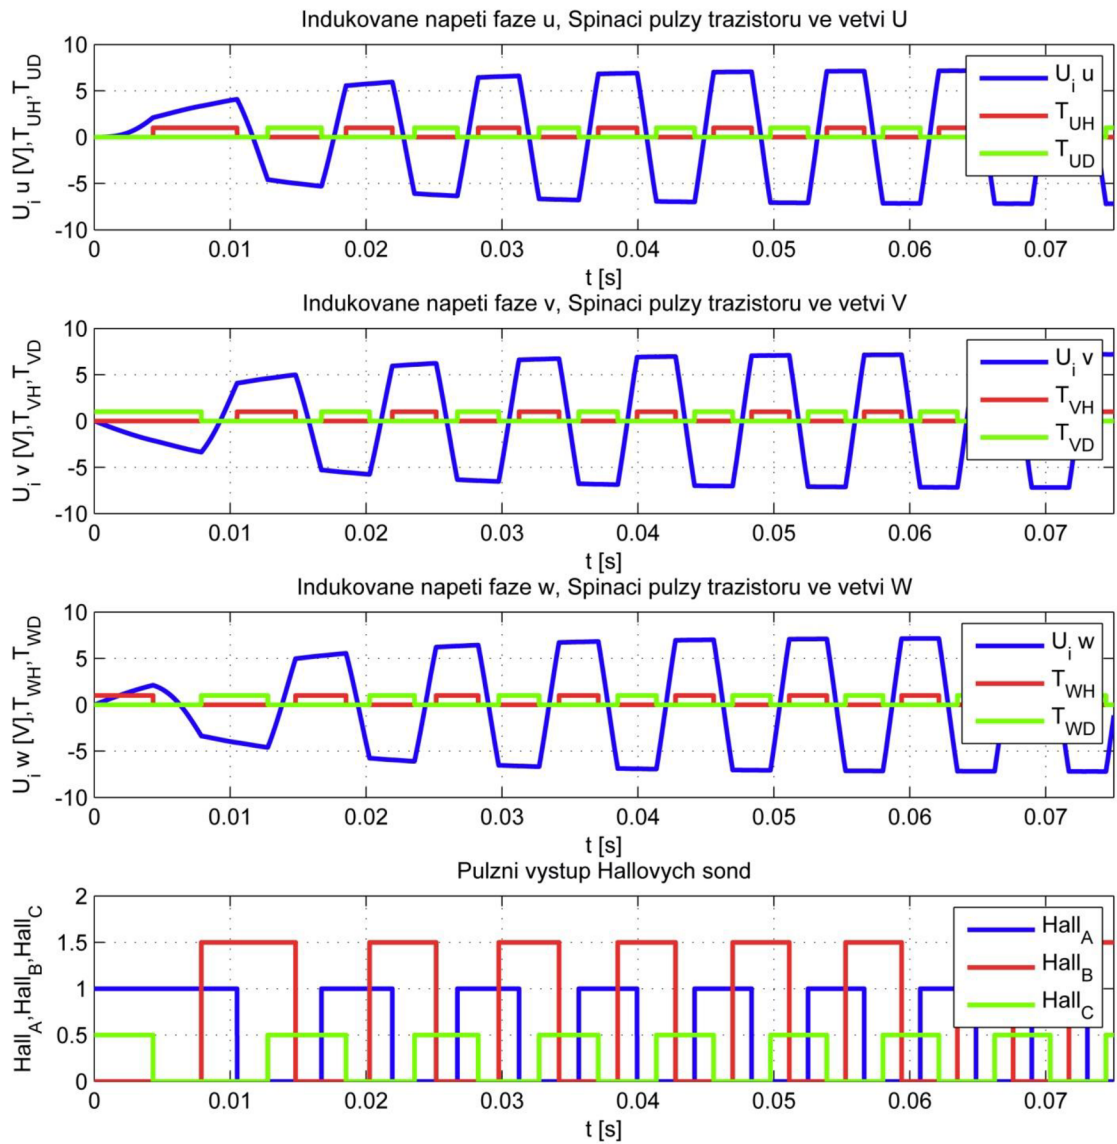 Indukovane napeti faze u, Spinaci pulzy trazistoru ve vetvi U
U_i u [V],T_UH,T_UD
10
5
0
-5
-10
0 0.01 0.02 0.03 0.04 0.05 0.06 0.07
t [s]
U_i u
T_UH
T_UD
Indukovane napeti faze v, Spinaci pulzy trazistoru ve vetvi V
U_i v [V],T_VH,T_VD
10
5
0
-5
-10
0 0.01 0.02 0.03 0.04 0.05 0.06 0.07
t [s]
U_i v
T_VH
T_VD
Indukovane napeti faze w, Spinaci pulzy trazistoru ve vetvi W
U_i w [V],T_WH,T_WD
10
5
0
-5
-10
0 0.01 0.02 0.03 0.04 0.05 0.06 0.07
t [s]
U_i w
T_WH
T_WD
Pulzni vystup Hallovych sond
Hall_A,Hall_B,Hall_C
2
1.5
1
0.5
0
0 0.01 0.02 0.03 0.04 0.05 0.06 0.07
t [s]
Hall_A
Hall_B
Hall_C